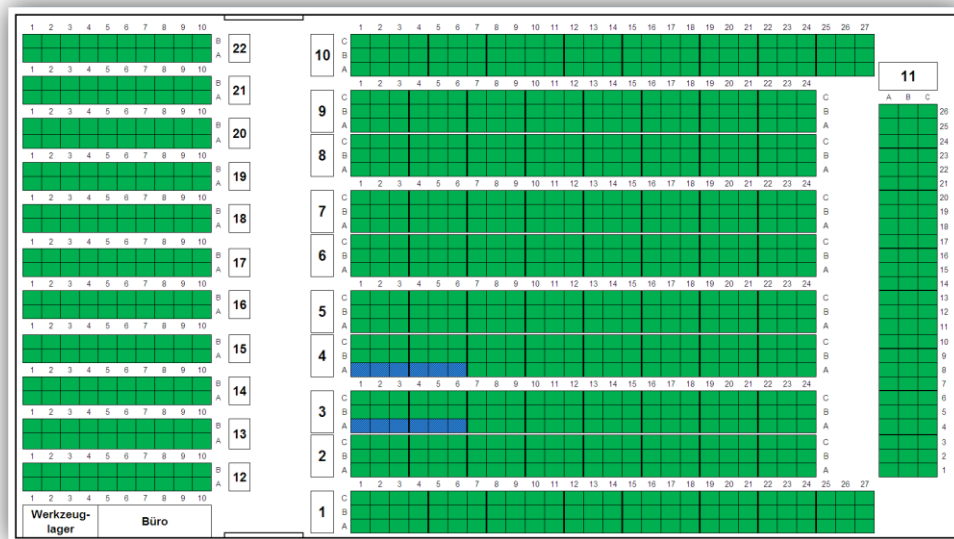 1 2 3 4 5 6 7 8 9 10
B
22
A
1 2 3 4 5 6 7 8 9 10
B
21
A
1 2 3 4 5 6 7 8 9 10
B
20
A
1 2 3 4 5 6 7 8 9 10
B
19
A
1 2 3 4 5 6 7 8 9 10
B
18
A
1 2 3 4 5 6 7 8 9 10
B
17
A
1 2 3 4 5 6 7 8 9 10
B
16
A
1 2 3 4 5 6 7 8 9 10
B
15
A
1 2 3 4 5 6 7 8 9 10
B
14
A
1 2 3 4 5 6 7 8 9 10
B
13
A
1 2 3 4 5 6 7 8 9 10
B
12
A
1 2 3 4 5 6 7 8 9 10
Werkzeug-
lager
Büro
1 2 3 4 5 6 7 8 9 10 11 12 13 14 15 16 17 18 19 20 21 22 23 24 25 26 27
C
10 B
A
1 2 3 4 5 6 7 8 9 10 11 12 13 14 15 16 17 18 19 20 21 22 23 24
C C
9 B B
A A
C C
8 B B
A A
1 2 3 4 5 6 7 8 9 10 11 12 13 14 15 16 17 18 19 20 21 22 23 24
C C
7 B B
A A
C C
6 B B
A A
1 2 3 4 5 6 7 8 9 10 11 12 13 14 15 16 17 18 19 20 21 22 23 24
C C
5 B B
A A
C C
4 B B
A A
1 2 3 4 5 6 7 8 9 10 11 12 13 14 15 16 17 18 19 20 21 22 23 24
C C
3 B B
A A
C C
2 B B
A A
1 2 3 4 5 6 7 8 9 10 11 12 13 14 15 16 17 18 19 20 21 22 23 24 25 26 27
C
1 B
A
11
A B C
26
25
24
23
22
21
20
19
18
17
16
15
14
13
12
11
10
9
8
7
6
5
4
3
2
1